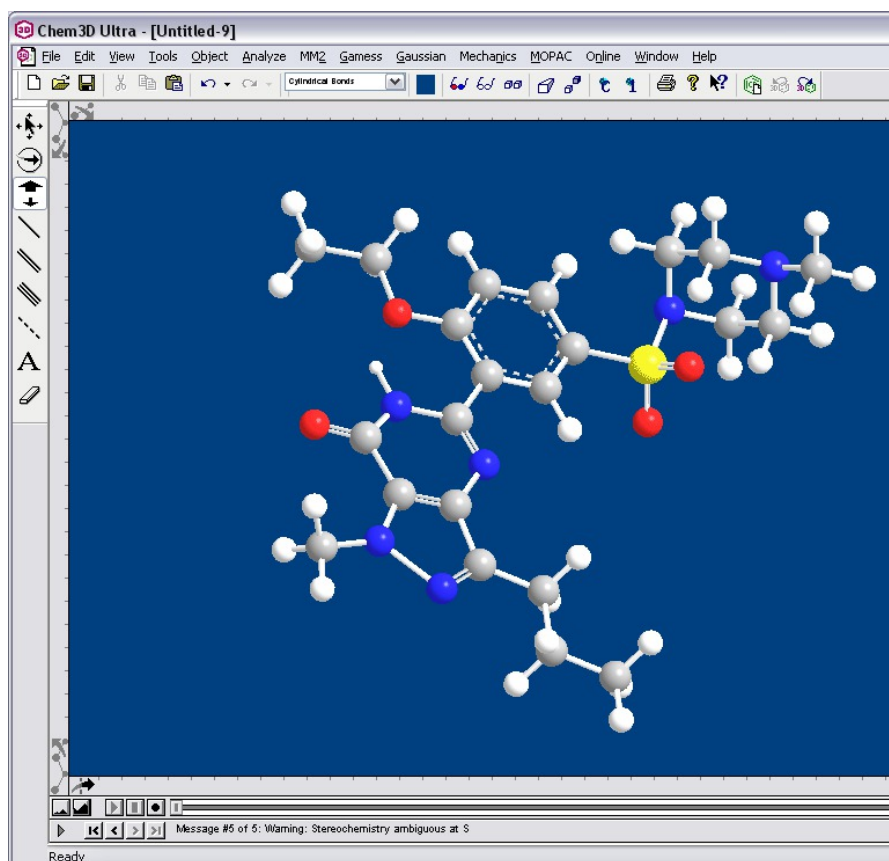 Chem3D Ultra - [Untitled-9]
File Edit View Tools Object Analyze MM2 Gamess Gaussian Mechanics MOPAC Online Window Help
Cylindrical Bonds
A
Message #5 of 5: Warning: Stereochemistry ambiguous at S
Ready